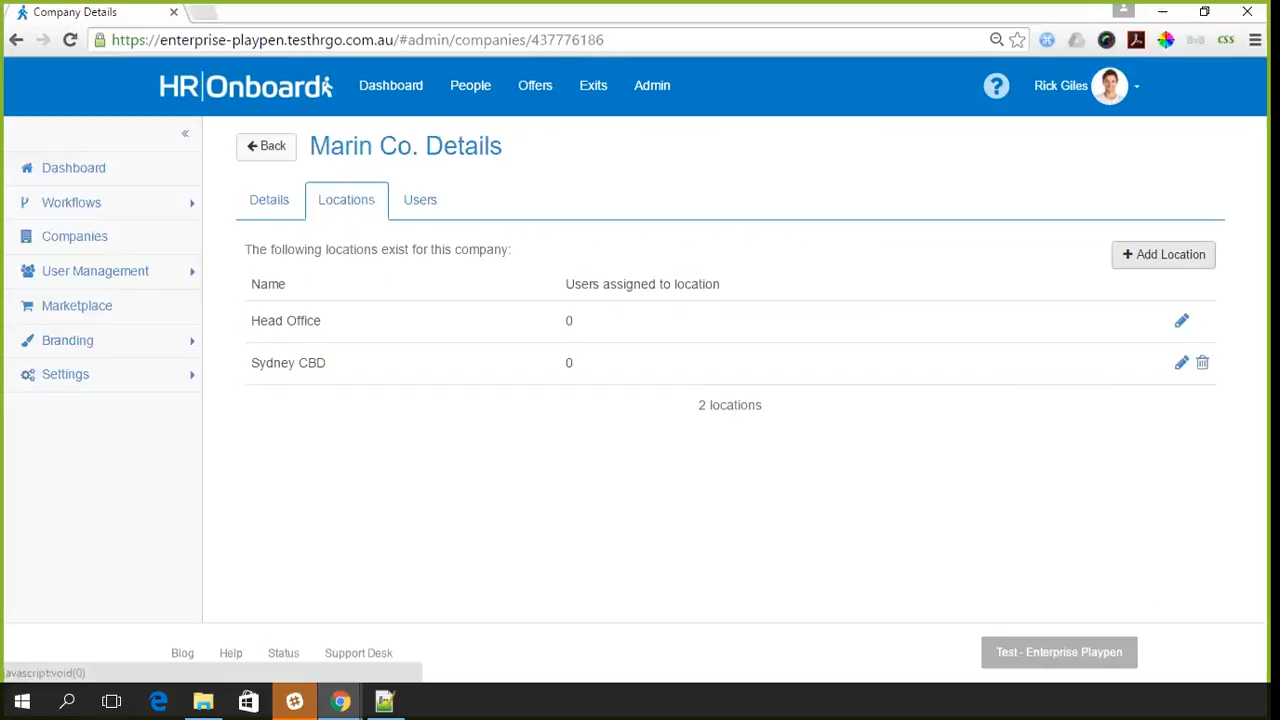 Company Details
https://enterprise-playpen.testhrgo.com.au/#admin/companies/437776186
CSS
HR|Onboard
Dashboard
People
Offers
Exits
Admin
?
Rick Giles
«
Dashboard
Workflows
Companies
User Management
Marketplace
Branding
Settings
Back
Marin Co. Details
Details
Locations
Users
The following locations exist for this company:
+ Add Location
Name
Users assigned to location
Head Office
0
Sydney CBD
0
2 locations
Blog
Help
Status
Support Desk
Test - Enterprise Playpen
javascript:void(0)